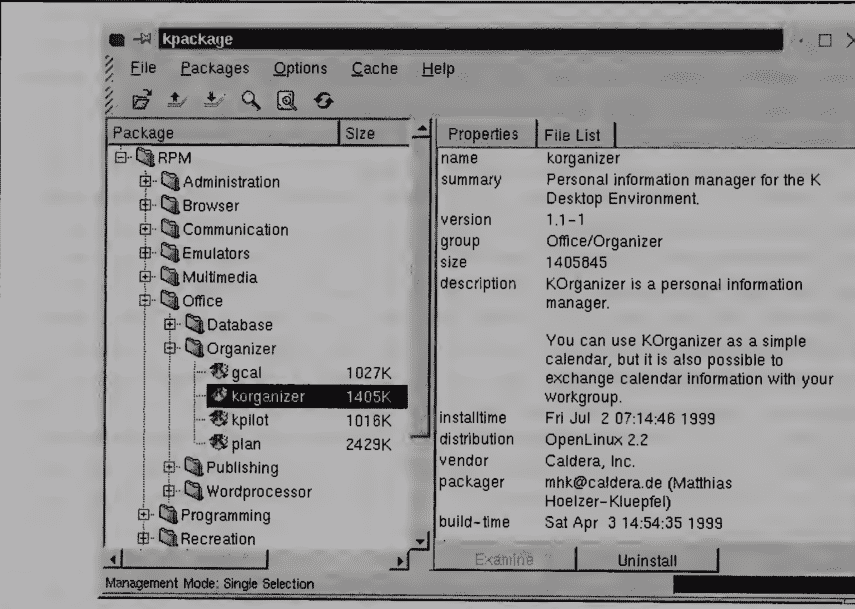 kpackage
File Packages Options Cache Help
Package Size
RPM
Administration
Browser
Communication
Emulators
Multimedia
Office
Database
Organizer
gcal 1027K
korganizer 1405K
kpilot 1016K
plan 2429K
Publishing
Wordprocessor
Programming
Recreation
Management Mode: Single Selection
Properties File List
name korganizer
summary Personal information manager for the K
Desktop Environment.
version 1.1-1
group Office/Organizer
size 1405845
description KOrganizer is a personal information
manager.
You can use KOrganizer as a simple
calendar, but it is also possible to
exchange calendar information with your
workgroup.
installtime Fri Jul 2 07:14:46 1999
distribution OpenLinux 2.2
vendor Caldera, Inc.
packager mhk@caldera.de (Matthias
Hoelzer-Kluepfel)
build-time Sat Apr 3 14:54:35 1999
Examine Uninstall